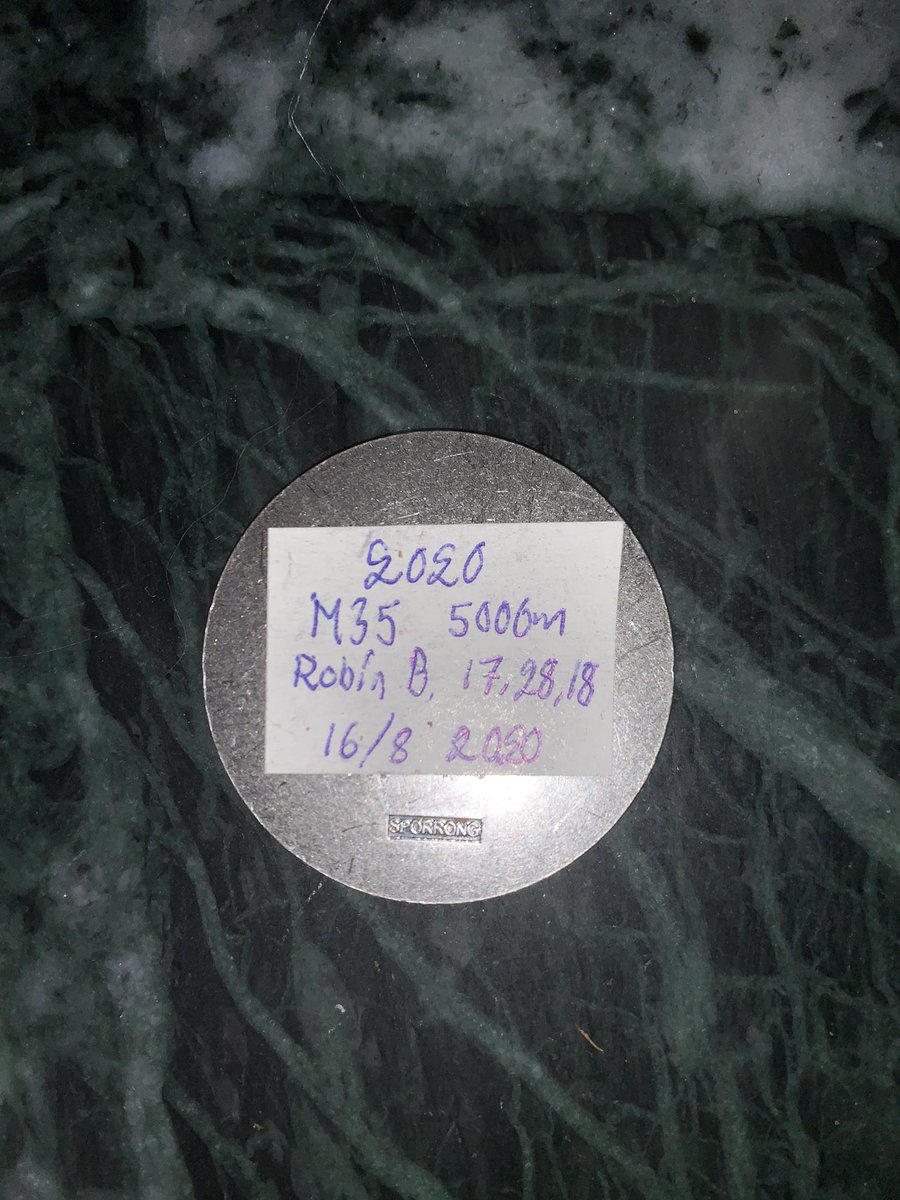 2020
M35 5000m
Robin B. 17,28,18
16/8 2020
SPORRONG